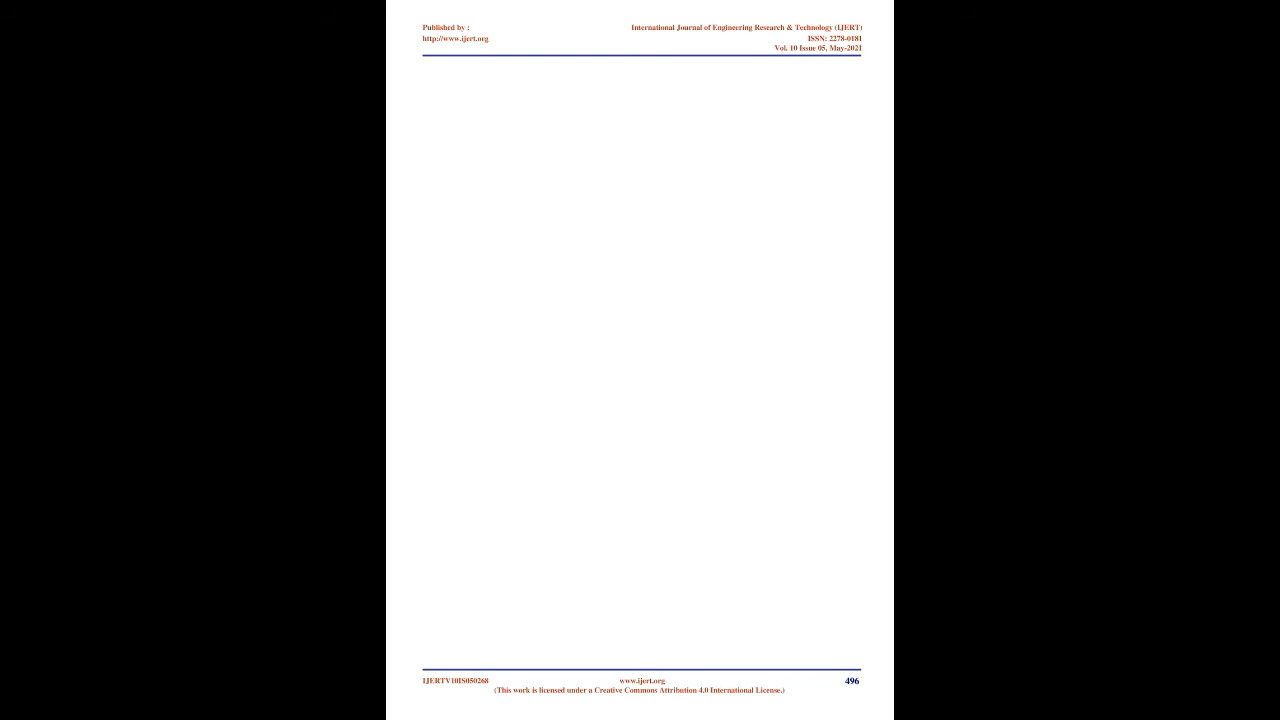 Published by :
International Journal of Engineering Research & Technology (IJERT)
http://www.ijert.org
ISSN: 2278-0181
Vol. 10 Issue 05, May-2021
IJERTV10IS050268
www.ijert.org
496
(This work is licensed under a Creative Commons Attribution 4.0 International License.)